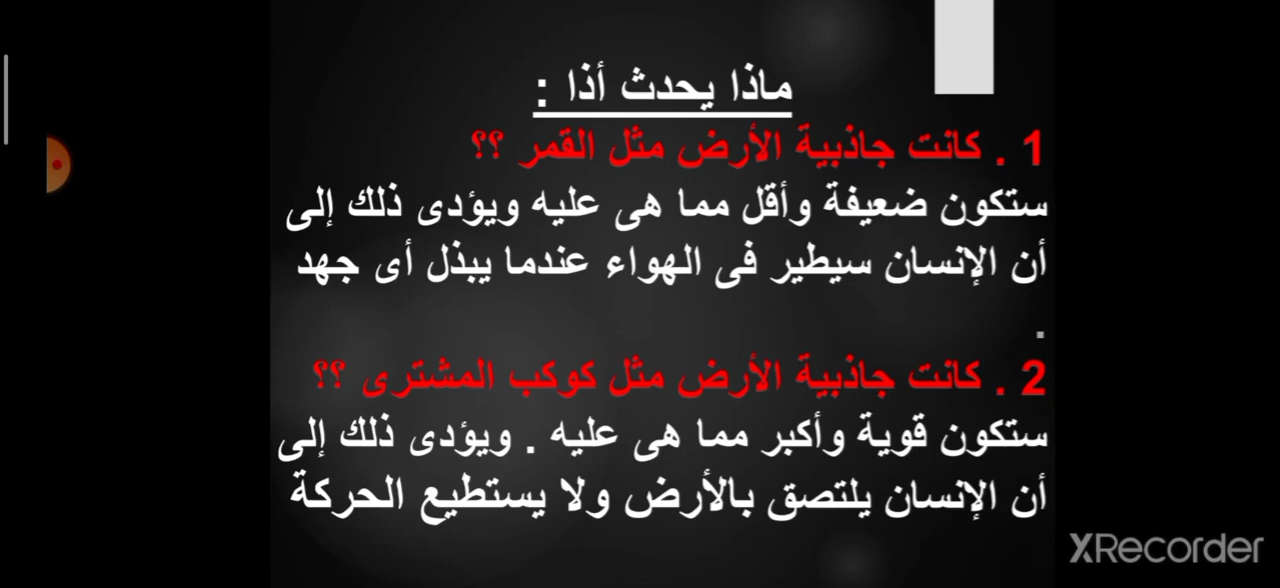 ماذا يحدث أذا :
1 . كانت جاذبية الأرض مثل القمر ؟؟
ستكون ضعيفة وأقل مما هى عليه ويؤدى ذلك إلى
أن الإنسان سيطير فى الهواء عندما يبذل أى جهد
.
2 . كانت جاذبية الأرض مثل كوكب المشترى ؟؟
ستكون قوية وأكبر مما هى عليه . ويؤدى ذلك إلى
أن الإنسان يلتصق بالأرض ولا يستطيع الحركة
XRecorder